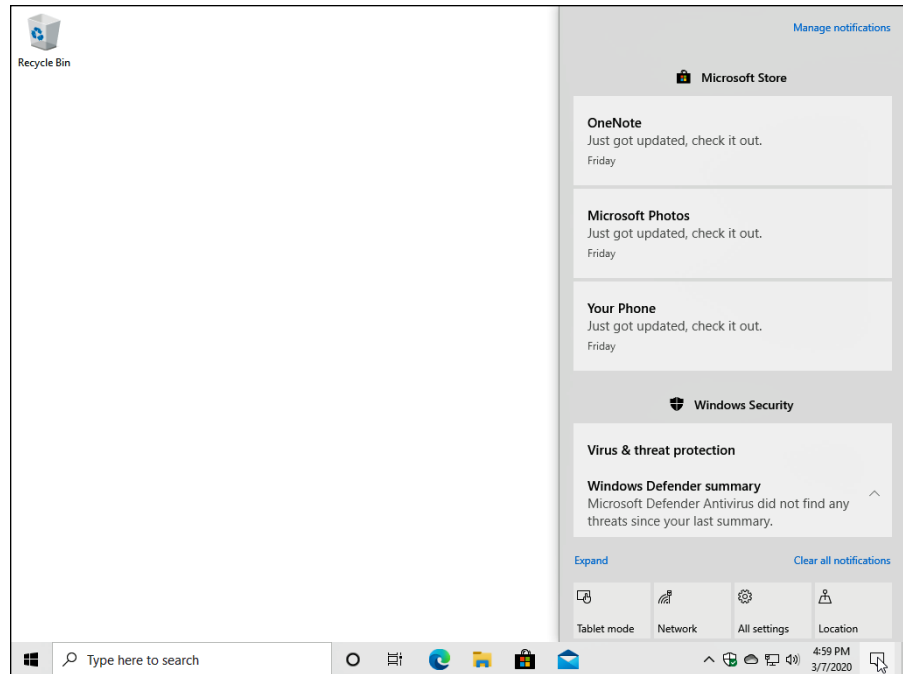 Recycle Bin
Manage notifications
Microsoft Store
OneNote
Just got updated, check it out.
Friday
Microsoft Photos
Just got updated, check it out.
Friday
Your Phone
Just got updated, check it out.
Friday
Windows Security
Virus & threat protection
Windows Defender summary
Microsoft Defender Antivirus did not find any
threats since your last summary.
Expand
Clear all notifications
Tablet mode
Network
All settings
Location
Type here to search
4:59 PM
3/7/2020